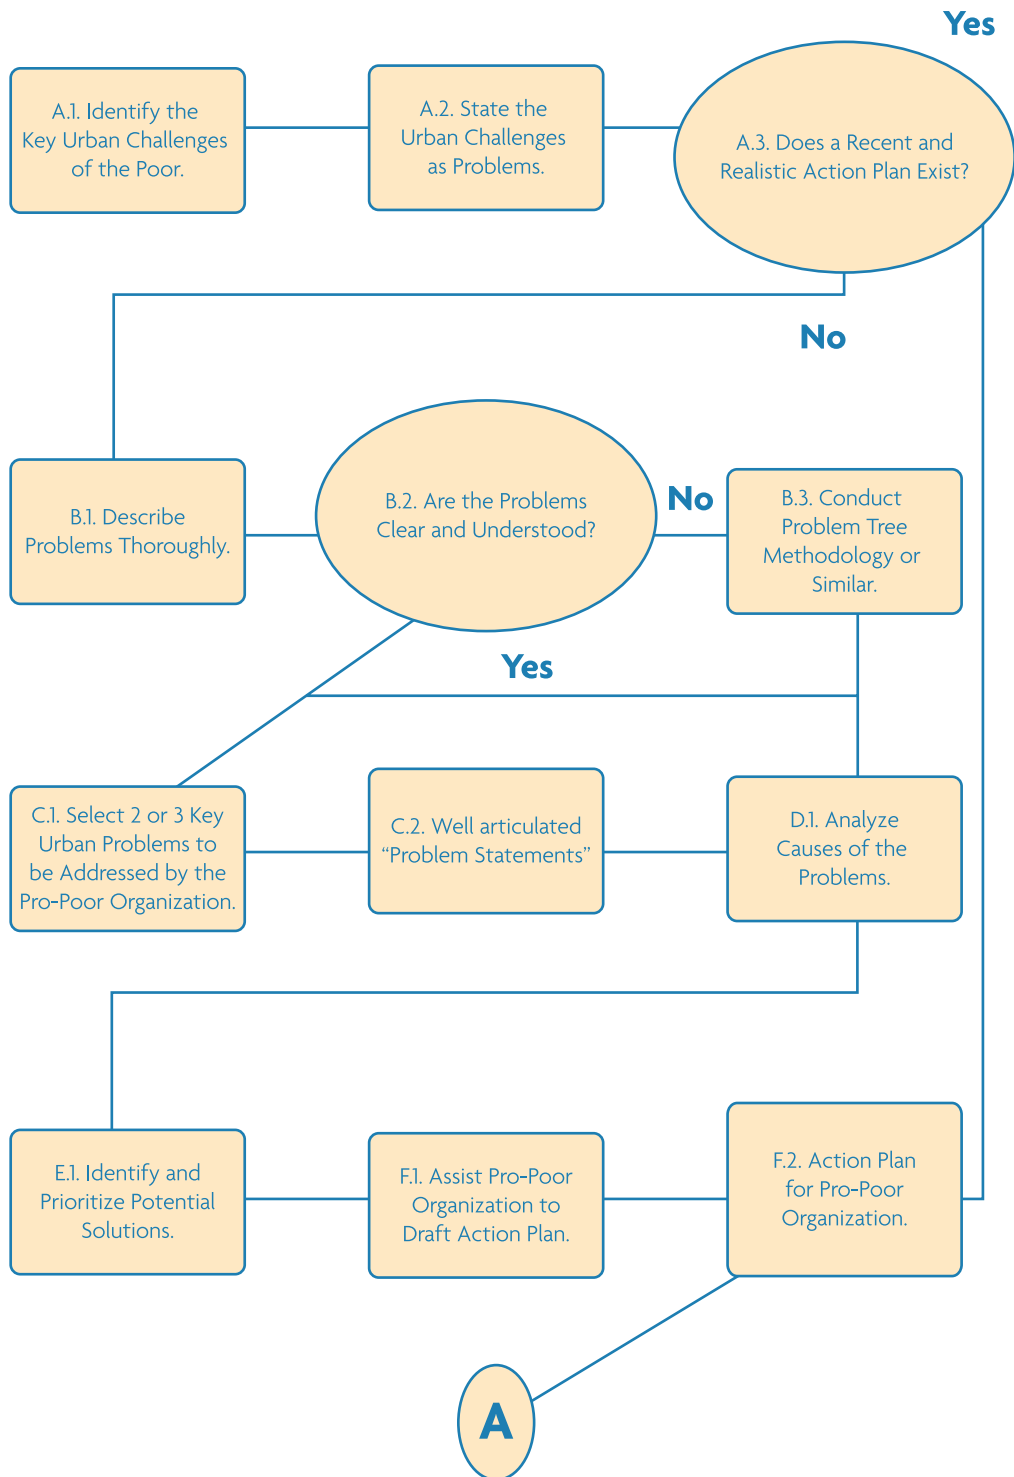 Yes
A.1. Identify the
Key Urban Challenges
of the Poor.
A.2. State the
Urban Challenges
as Problems.
A.3. Does a Recent and
Realistic Action Plan Exist?
No
B.1. Describe
Problems Thoroughly.
B.2. Are the Problems
Clear and Understood?
No
B.3. Conduct
Problem Tree
Methodology or
Similar.
Yes
C.1. Select 2 or 3 Key
Urban Problems to
be Addressed by the
Pro-Poor Organization.
C.2. Well articulated
“Problem Statements”
D.1. Analyze
Causes of the
Problems.
E.1. Identify and
Prioritize Potential
Solutions.
F.1. Assist Pro-Poor
Organization to
Draft Action Plan.
F.2. Action Plan
for Pro-Poor
Organization.
A